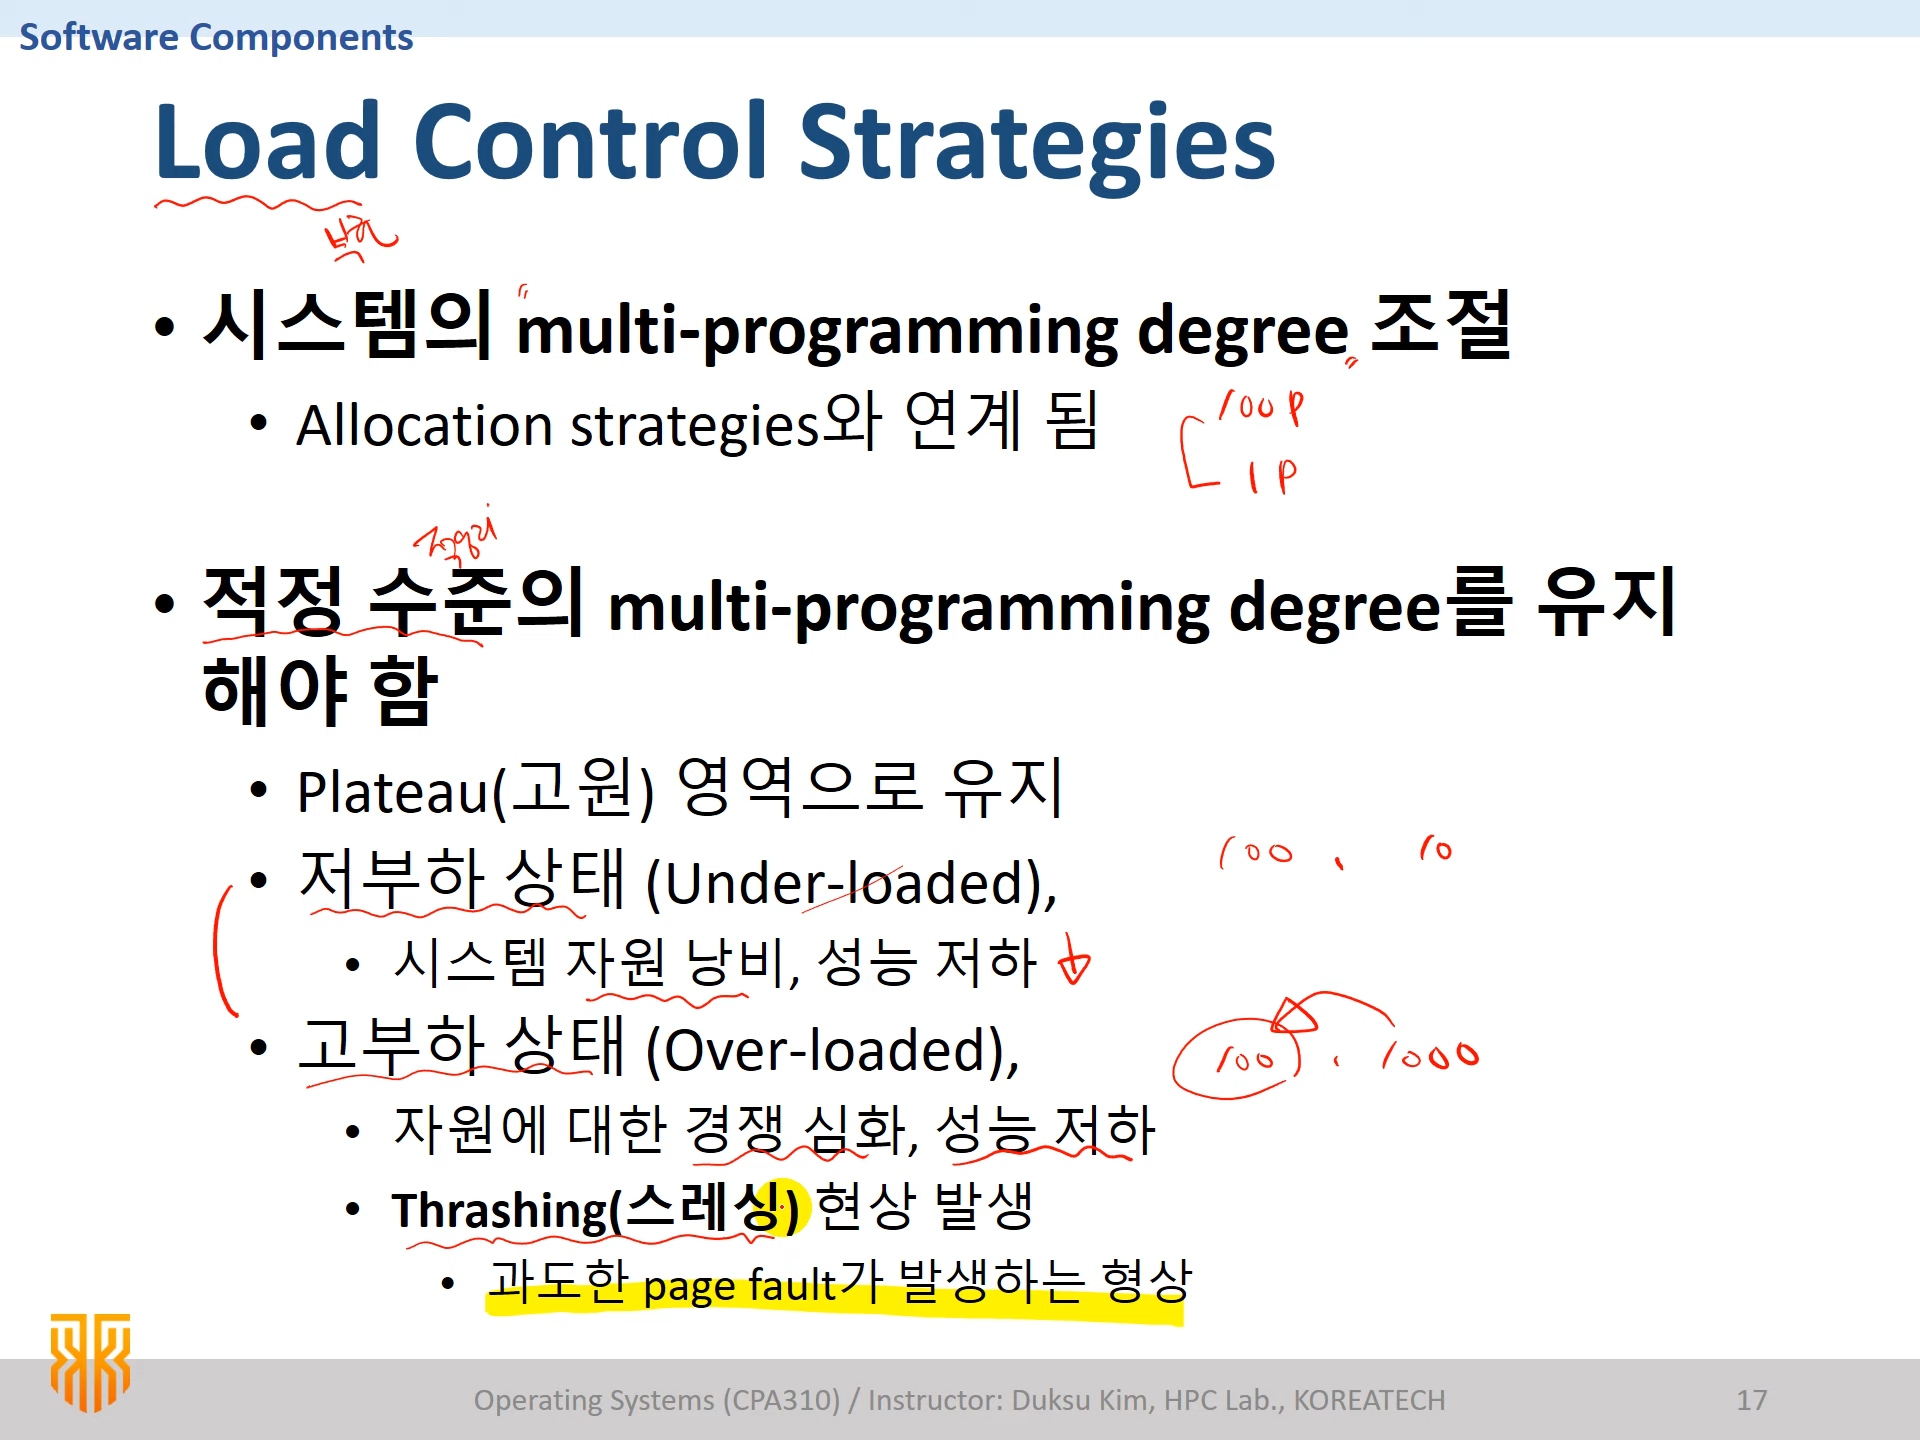 Software Components
Load Control Strategies
• 시스템의 multi-programming degree 조절
• Allocation strategies와 연계 됨
100 P
1 P
• 적정 수준의 multi-programming degree를 유지
해야 함
• Plateau(고원) 영역으로 유지
• 저부하 상태 (Under-loaded),
100 , 10
• 시스템 자원 낭비, 성능 저하
• 고부하 상태 (Over-loaded),
100 , 1000
• 자원에 대한 경쟁 심화, 성능 저하
• Thrashing(스레싱) 현상 발생
• 과도한 page fault가 발생하는 형상
Operating Systems (CPA310) / Instructor: Duksu Kim, HPC Lab., KOREATECH
17